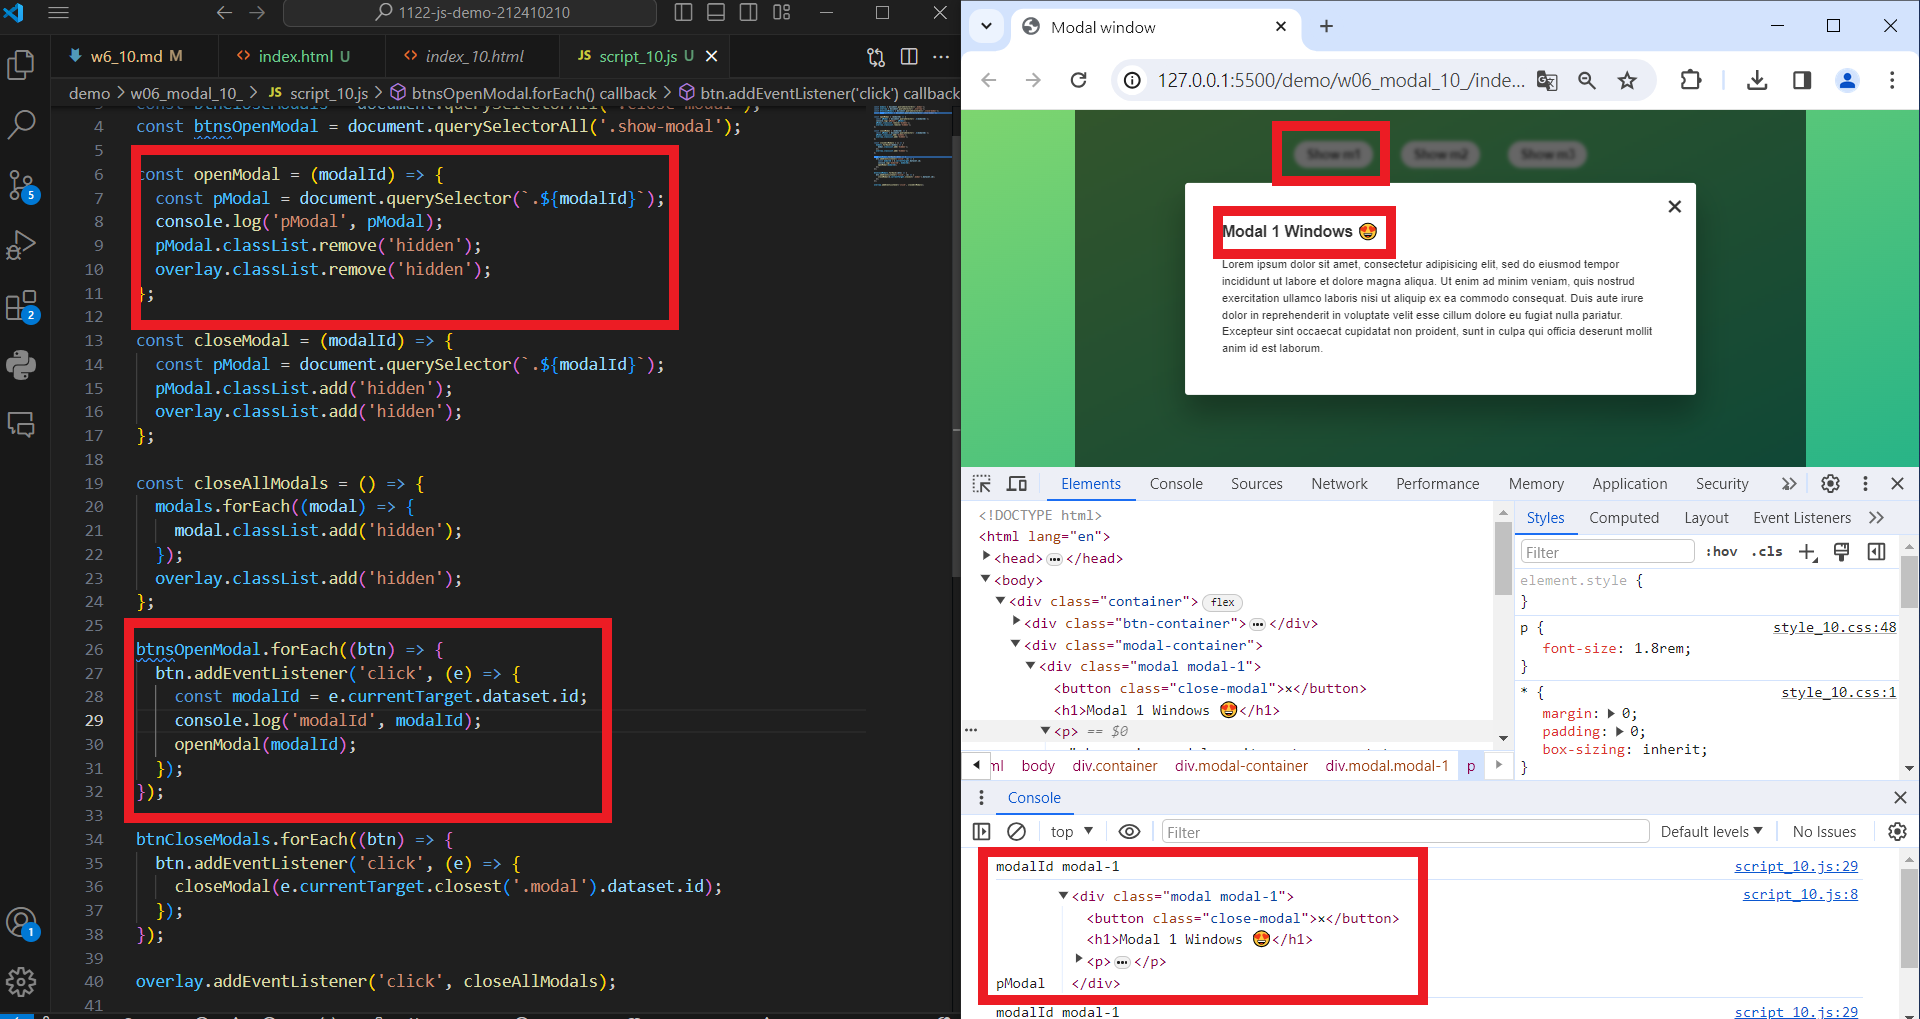 1122-js-demo-212410210
w6_10.md M
index.html U
index_10.html
JS script_10.js U
demo > w06_modal_10_ > JS script_10.js > btnsOpenModal.forEach() callback > btn.addEventListener('click') callback
4 const btnsOpenModal = document.querySelectorAll('.show-modal');
5
6 const openModal = (modalId) => {
7 const pModal = document.querySelector(`.${modalId}`);
8 console.log('pModal', pModal);
9 pModal.classList.remove('hidden');
10 overlay.classList.remove('hidden');
11 };
12
13 const closeModal = (modalId) => {
14 const pModal = document.querySelector(`.${modalId}`);
15 pModal.classList.add('hidden');
16 overlay.classList.add('hidden');
17 };
18
19 const closeAllModals = () => {
20 modals.forEach((modal) => {
21 modal.classList.add('hidden');
22 });
23 overlay.classList.add('hidden');
24 };
25
26 btnsOpenModal.forEach((btn) => {
27 btn.addEventListener('click', (e) => {
28 const modalId = e.currentTarget.dataset.id;
29 console.log('modalId', modalId);
30 openModal(modalId);
31 });
32 });
33
34 btnCloseModals.forEach((btn) => {
35 btn.addEventListener('click', (e) => {
36 closeModal(e.currentTarget.closest('.modal').dataset.id);
37 });
38 });
39
40 overlay.addEventListener('click', closeAllModals);
41
5
2
1
Modal window
127.0.0.1:5500/demo/w06_modal_10_/inde...
Show m1 Show m2 Show m3
Modal 1 Windows 😍
Lorem ipsum dolor sit amet, consectetur adipisicing elit, sed do eiusmod tempor
incididunt ut labore et dolore magna aliqua. Ut enim ad minim veniam, quis nostrud
exercitation ullamco laboris nisi ut aliquip ex ea commodo consequat. Duis aute irure
dolor in reprehenderit in voluptate velit esse cillum dolore eu fugiat nulla pariatur.
Excepteur sint occaecat cupidatat non proident, sunt in culpa qui officia deserunt mollit
anim id est laborum.
Elements Console Sources Network Performance Memory Application Security
<!DOCTYPE html>
<html lang="en">
<head> ... </head>
<body>
<div class="container"> flex
<div class="btn-container"> ... </div>
<div class="modal-container">
<div class="modal modal-1">
<button class="close-modal">×</button>
<h1>Modal 1 Windows 😍</h1>
<p> == $0
ml body div.container div.modal-container div.modal.modal-1 p
Styles Computed Layout Event Listeners
Filter :hov .cls
element.style {
}
p { style_10.css:48
font-size: 1.8rem;
}
* { style_10.css:1
margin: 0;
padding: 0;
box-sizing: inherit;
}
Console
top Filter Default levels No Issues
modalId modal-1 script_10.js:29
<div class="modal modal-1"> script_10.js:8
<button class="close-modal">×</button>
<h1>Modal 1 Windows 😍</h1>
<p> ... </p>
pModal </div>
modalId modal-1 script_10.js:29